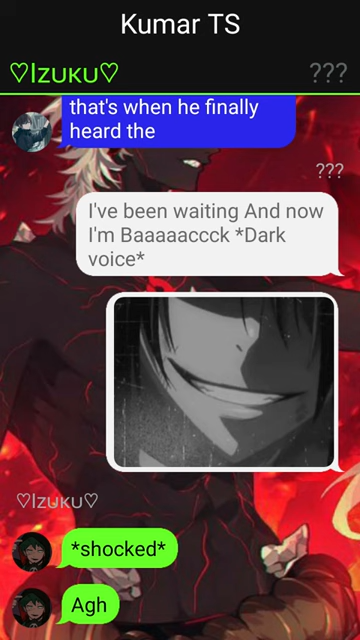 Kumar TS
♡Izuku♡ ???
that's when he finally
heard the
???
I've been waiting And now
I'm Baaaaaccck *Dark
voice*
♡Izuku♡
*shocked*
Agh